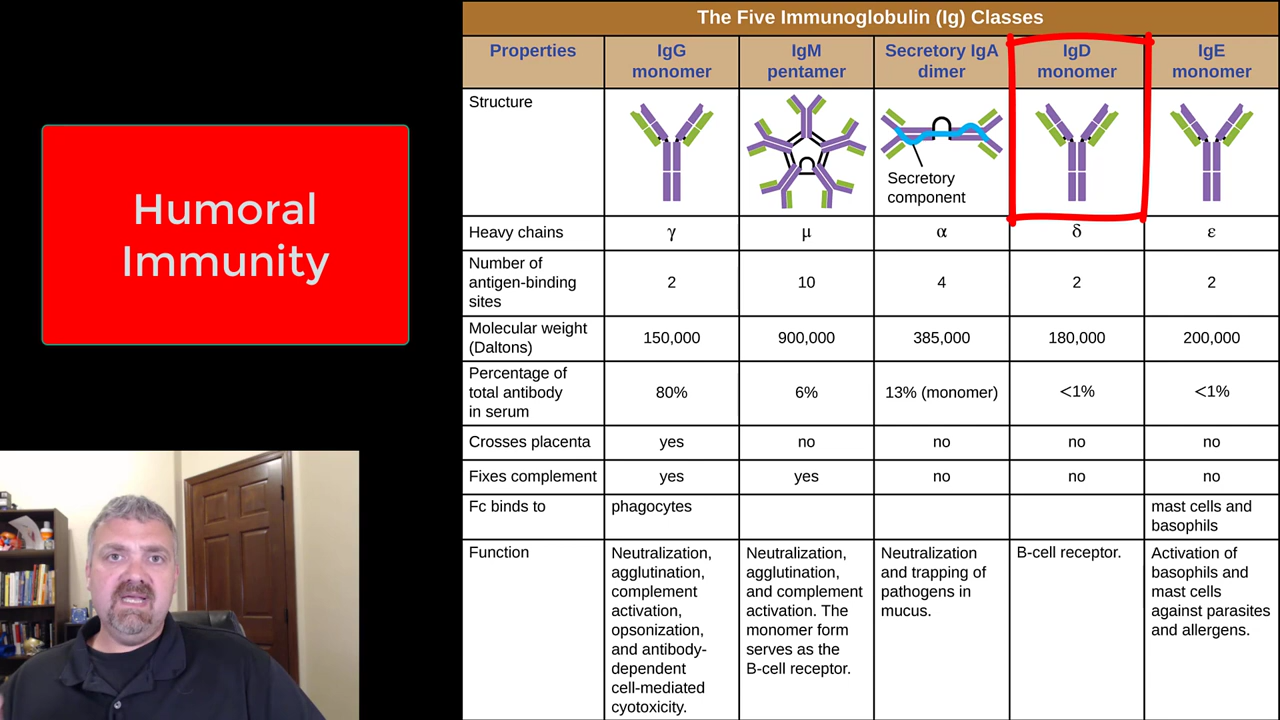 Humoral
Immunity
The Five Immunoglobulin (Ig) Classes
Properties
IgG
monomer
IgM
pentamer
Secretory IgA
dimer
IgD
monomer
IgE
monomer
Structure
Secretory
component
Heavy chains
γ
μ
α
δ
ε
Number of
antigen-binding
sites
2
10
4
2
2
Molecular weight
(Daltons)
150,000
900,000
385,000
180,000
200,000
Percentage of
total antibody
in serum
80%
6%
13% (monomer)
<1%
<1%
Crosses placenta
yes
no
no
no
no
Fixes complement
yes
yes
no
no
no
Fc binds to
phagocytes
mast cells and
basophils
Function
Neutralization,
agglutination,
complement
activation,
opsonization,
and antibody-
dependent
cell-mediated
cyotoxicity.
Neutralization,
agglutination,
and complement
activation. The
monomer form
serves as the
B-cell receptor.
Neutralization
and trapping of
pathogens in
mucus.
B-cell receptor.
Activation of
basophils and
mast cells
against parasites
and allergens.